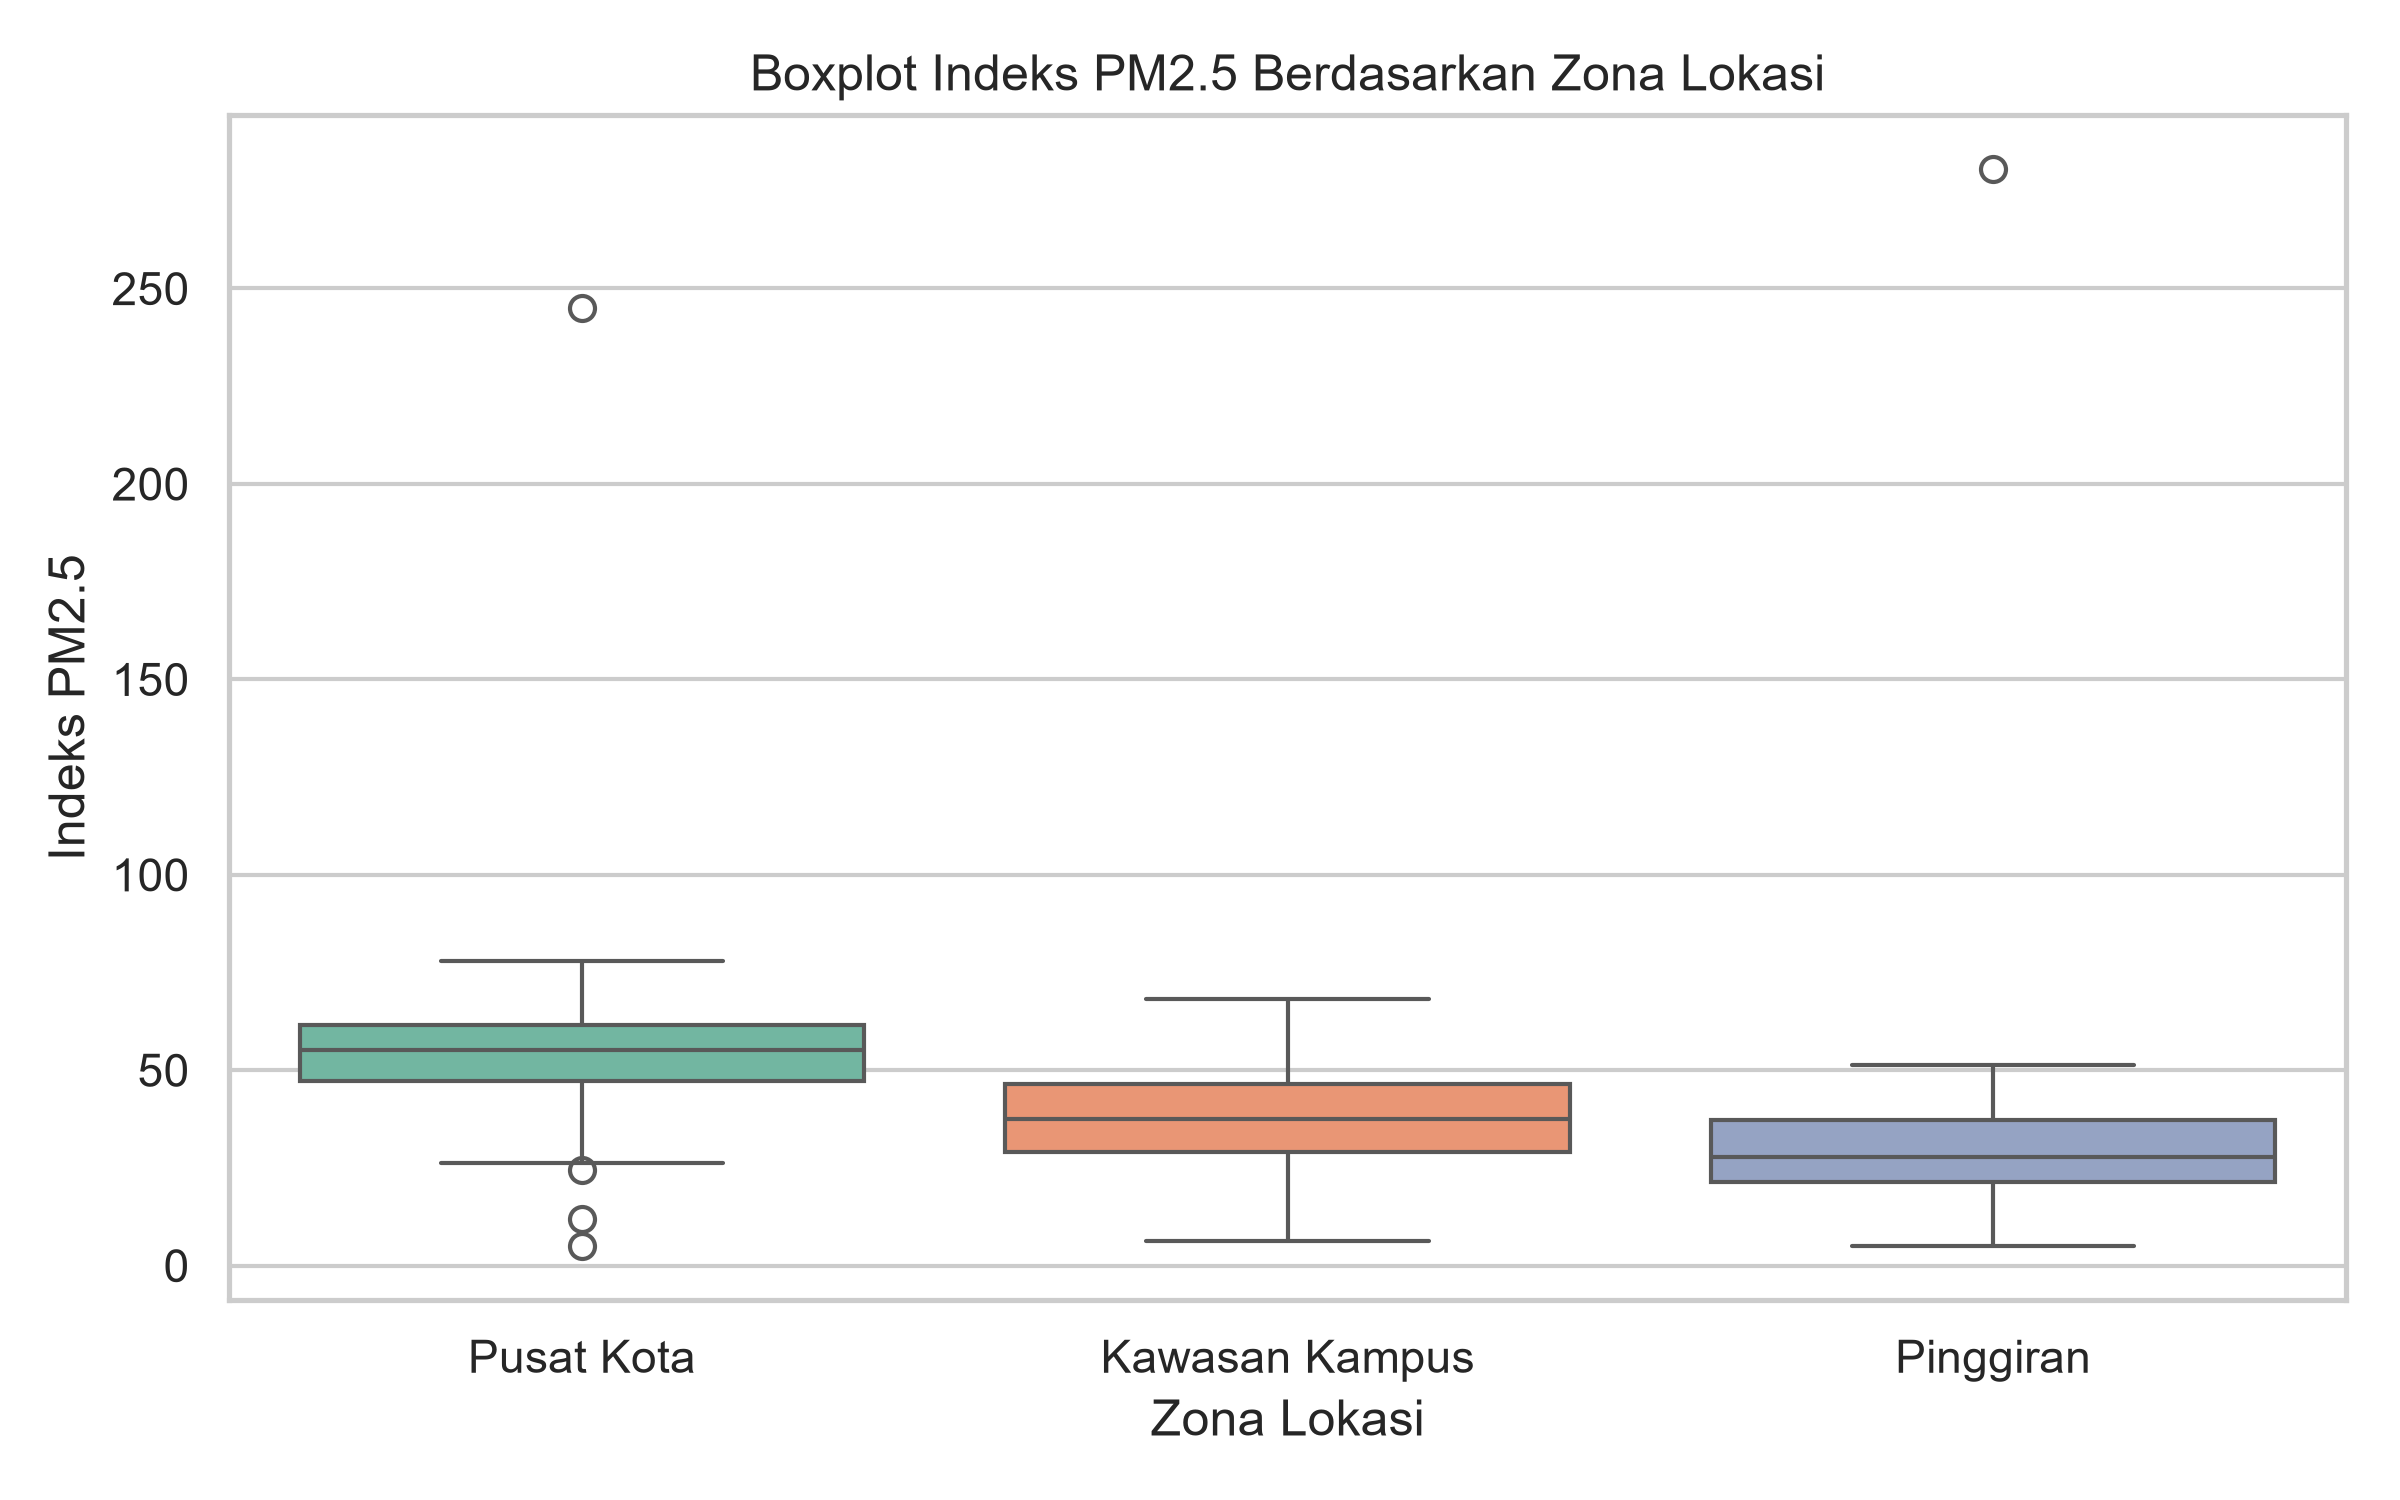 Boxplot Indeks PM2.5 Berdasarkan Zona Lokasi
Indeks PM2.5
250
200
150
100
50
0
Pusat Kota
Kawasan Kampus
Pinggiran
Zona Lokasi